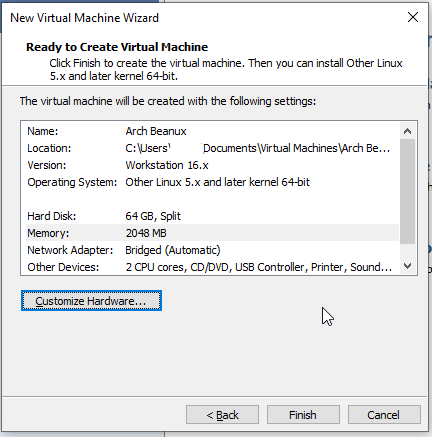 New Virtual Machine Wizard
Ready to Create Virtual Machine
Click Finish to create the virtual machine. Then you can install Other Linux
5.x and later kernel 64-bit.
The virtual machine will be created with the following settings:
Name: Arch Beanux
Location: C:\Users\ Documents\Virtual Machines\Arch Be...
Version: Workstation 16.x
Operating System: Other Linux 5.x and later kernel 64-bit
Hard Disk: 64 GB, Split
Memory: 2048 MB
Network Adapter: Bridged (Automatic)
Other Devices: 2 CPU cores, CD/DVD, USB Controller, Printer, Sound...
Customize Hardware...
< Back Finish Cancel